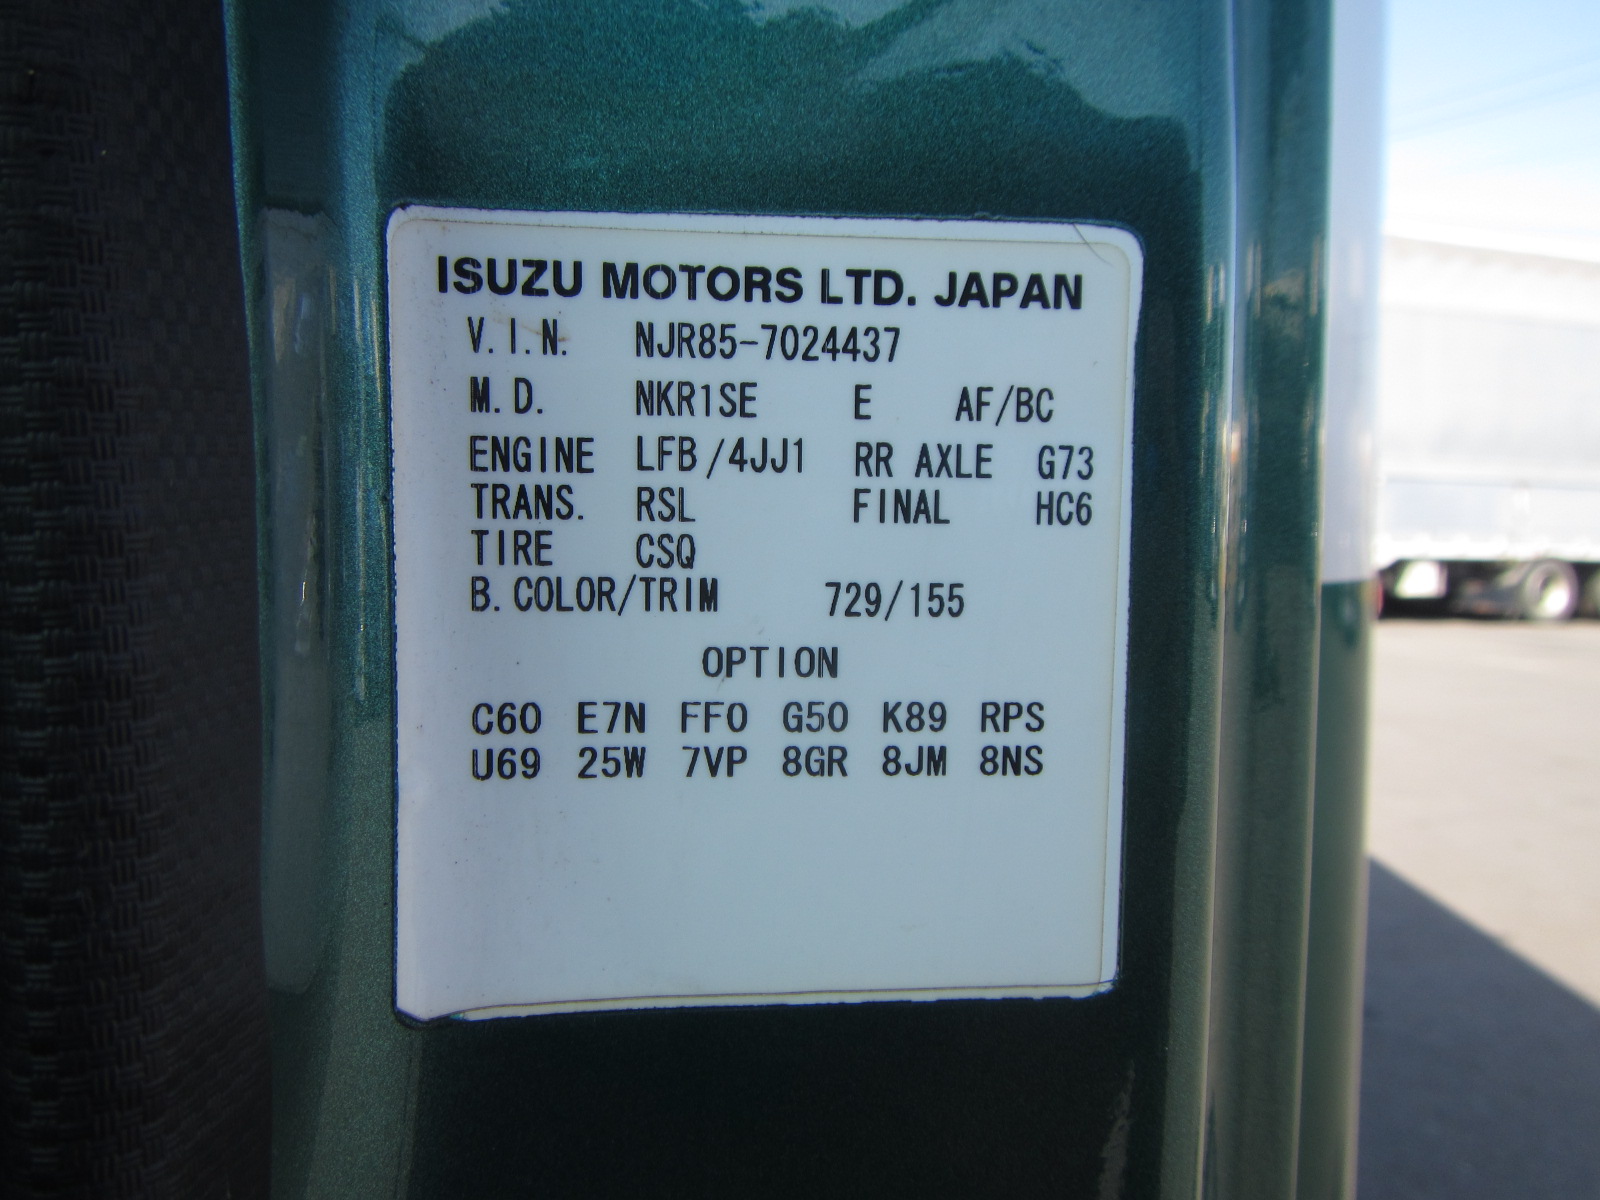 ISUZU MOTORS LTD. JAPAN
V.I.N. NJR85-7024437
M.D. NKR1SE E AF/BC
ENGINE LFB/4JJ1 RR AXLE G73
TRANS. RSL FINAL HC6
TIRE CSQ
B.COLOR/TRIM 729/155
OPTION
C60 E7N FF0 G50 K89 RPS
U69 25W 7VP 8GR 8JM 8NS